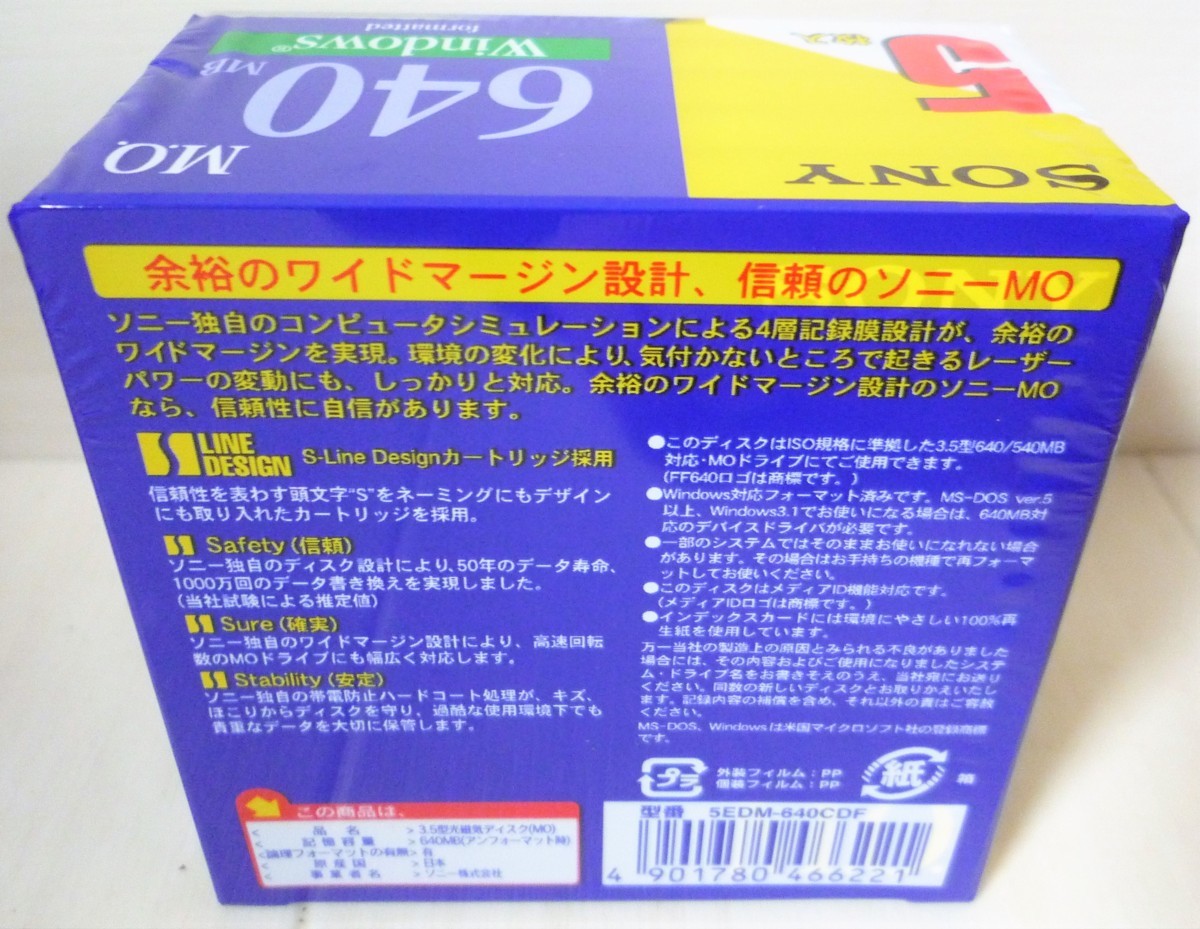 5
枚入
SONY
Windows®
formatted
640 MB
M.O.
余裕のワイドマージン設計、信頼のソニーMO
ソニー独自のコンピュータシミュレーションによる4層記録膜設計が、余裕の
ワイドマージンを実現。環境の変化により、気付かないところで起きるレーザー
パワーの変動にも、しっかりと対応。余裕のワイドマージン設計のソニーMO
なら、信頼性に自信があります。
S LINE
DESIGN
S-Line Designカートリッジ採用
信頼性を表わす頭文字"S"をネーミングにもデザイン
にも取り入れたカートリッジを採用。
S Safety(信頼)
ソニー独自のディスク設計により、50年のデータ寿命、
1000万回のデータ書き換えを実現しました。
(当社試験による推定値)
S Sure(確実)
ソニー独自のワイドマージン設計により、高速回転
数のMOドライブにも幅広く対応します。
S Stability(安定)
ソニー独自の帯電防止ハードコート処理が、キズ、
ほこりからディスクを守り、過酷な使用環境下でも
貴重なデータを大切に保管します。
●このディスクはISO規格に準拠した3.5型640/540MB
対応・MOドライブにてご使用できます。
(FF640ロゴは商標です。)
●Windows対応フォーマット済みです。MS-DOS ver.5
以上、Windows3.1でお使いになる場合は、640MB対
応のデバイスドライバが必要です。
●一部のシステムではそのままお使いになれない場合
があります。その場合はお手持ちの機種で再フォーマ
ットしてお使いください。
●このディスクはメディアID機能対応です。
(メディアIDロゴは商標です。)
●インデックスカードには環境にやさしい100%再
生紙を使用しています。
万一当社の製造上の原因とみられる不良がありました
場合には、その内容およびご使用になりましたシステ
ム・ドライブ名をお書きそえのうえ、当社宛にお送り
ください。同数の新しいディスクとお取りかえいたし
ます。記録内容の補償を含め、それ以外の責はご容赦
ください。
MS-DOS、Windowsは米国マイクロソフト社の登録商標
です。
プラ
外装フィルム:PP
個装フィルム:PP
紙
箱
この商品は、
<品名> 3.5型光磁気ディスク(MO)
<記憶容量> 640MB(アンフォーマット時)
<論理フォーマットの有無> 有
<原産国> 日本
<事業者名> ソニー株式会社
型番 5EDM-640CDF
4 901780 466221